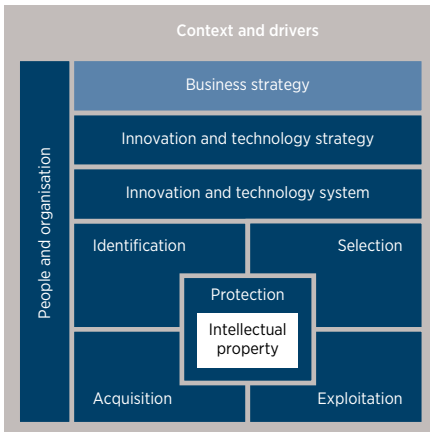 Context and drivers
Business strategy
Innovation and technology strategy
Innovation and technology system
People and organisation
Identification
Selection
Protection
Intellectual
property
Acquisition
Exploitation